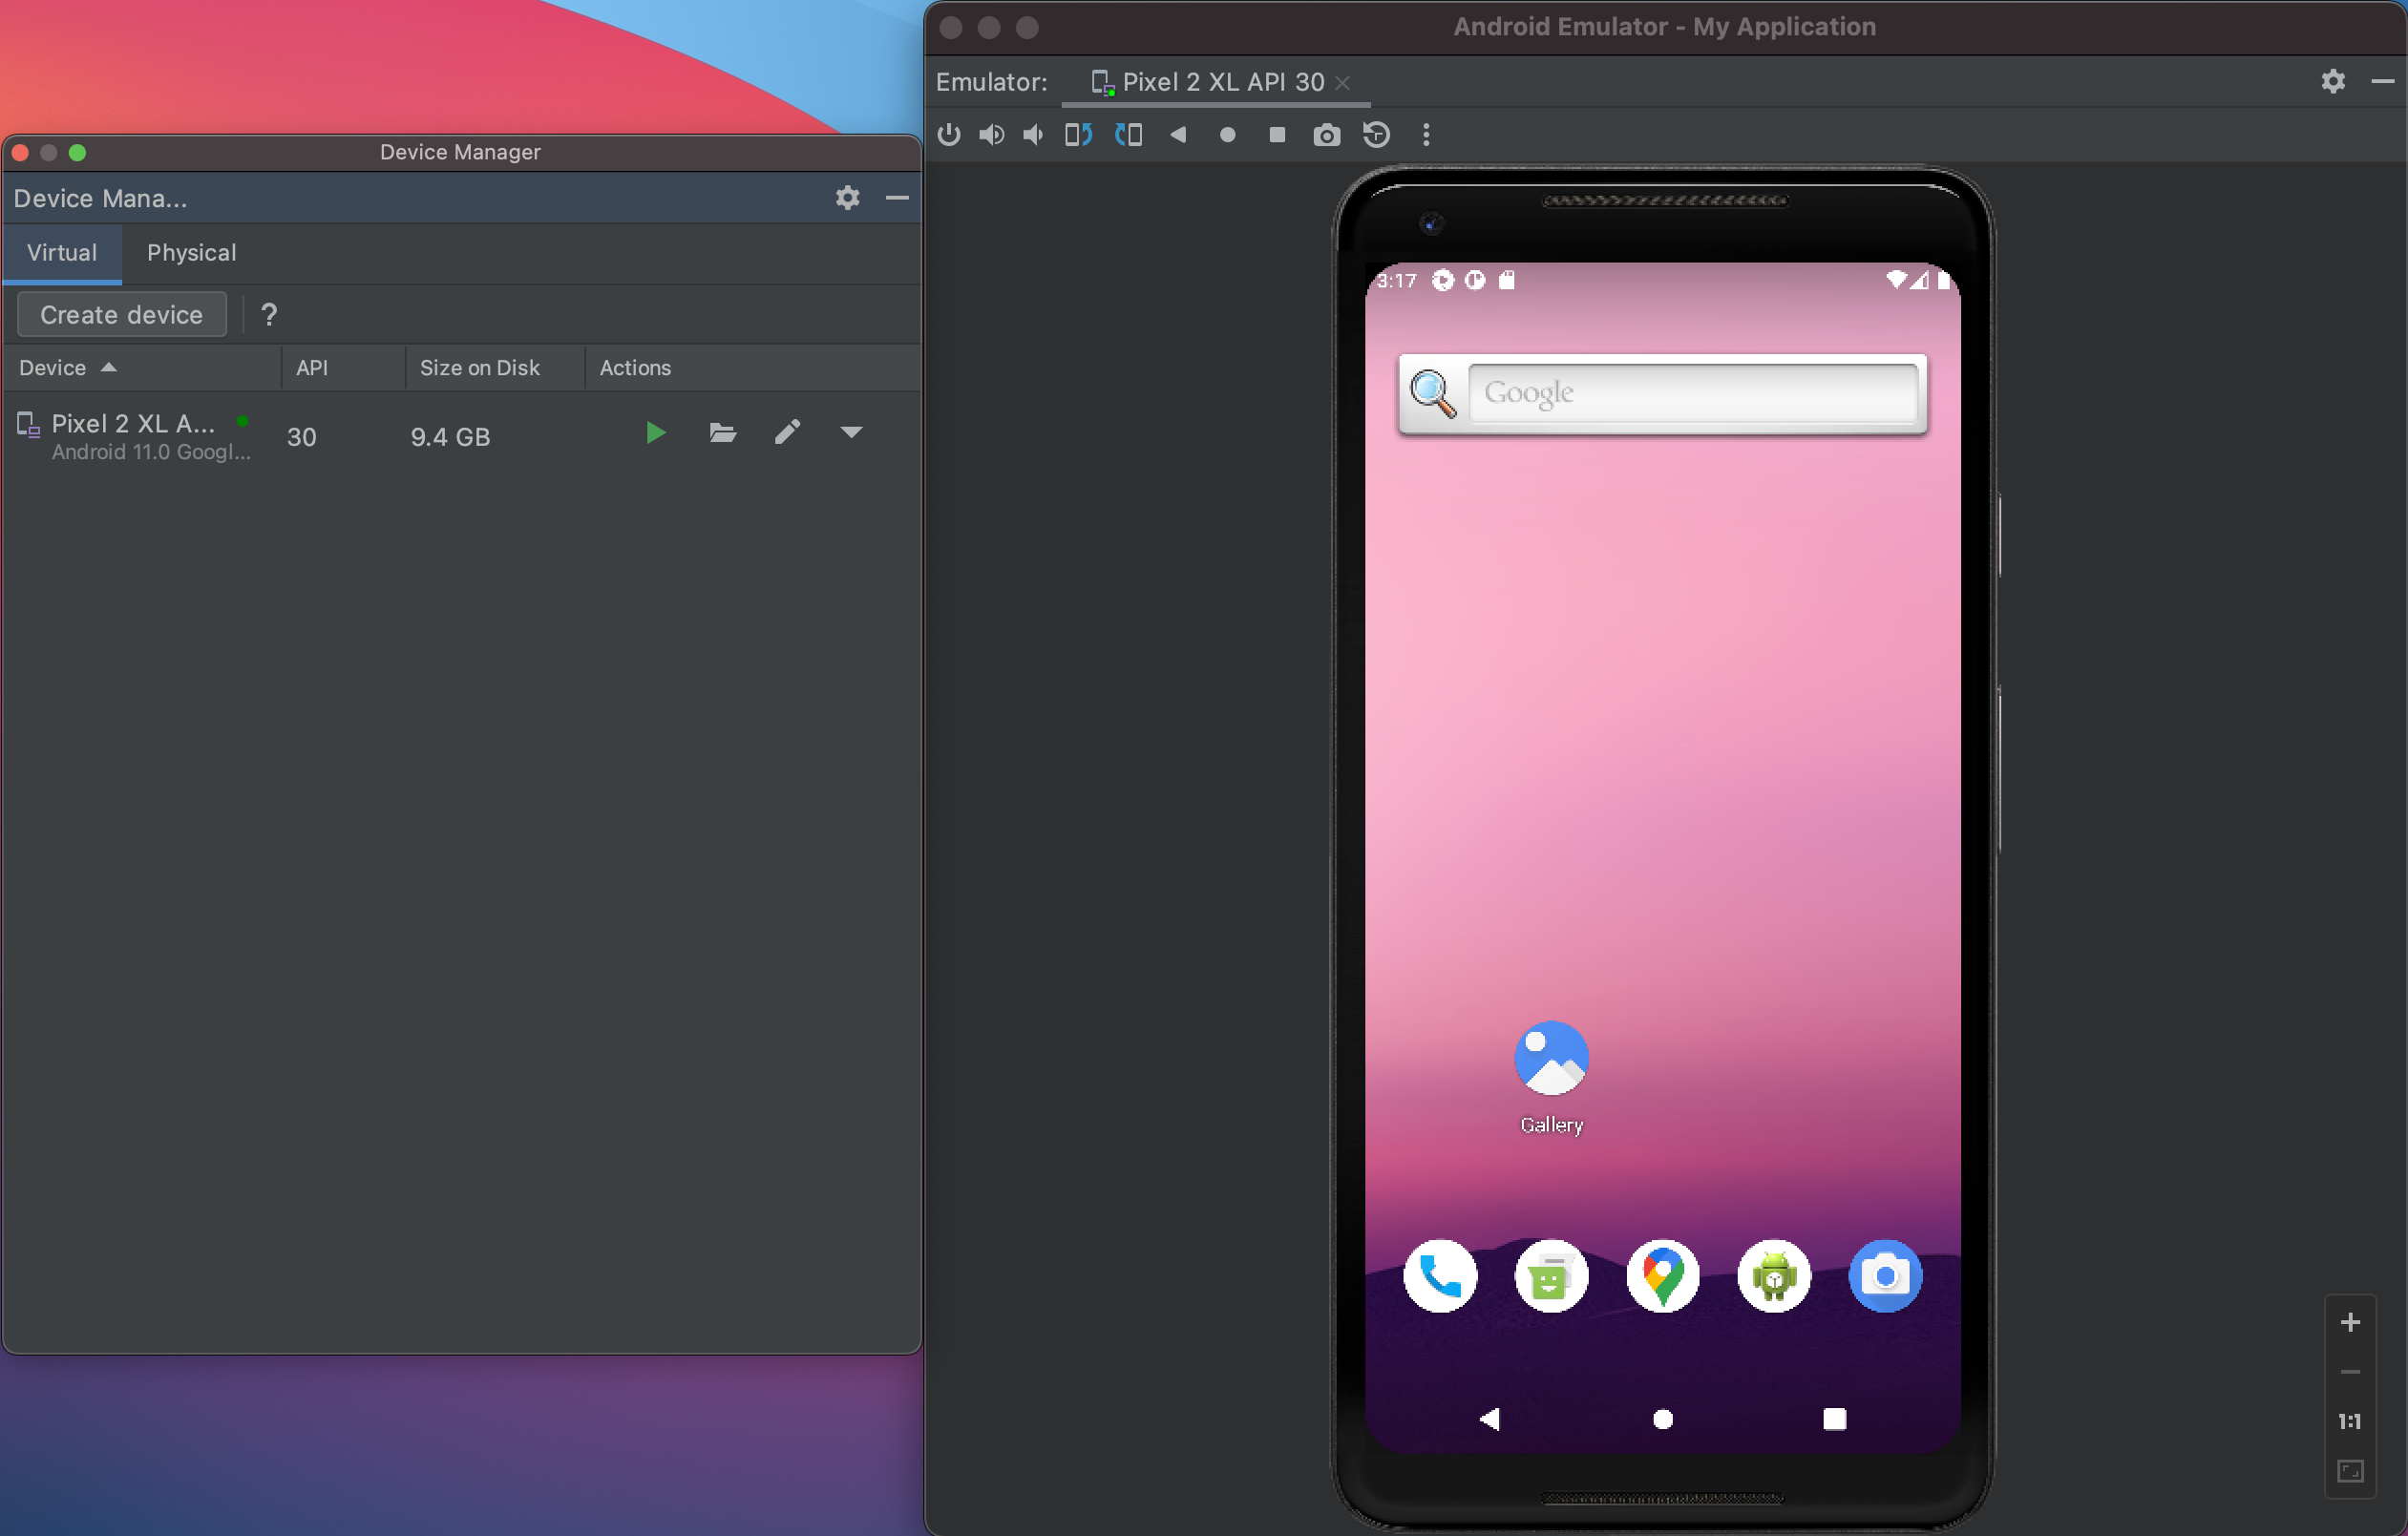 Device Manager
Device Mana...
Virtual Physical
Create device ?
Device API Size on Disk Actions
Pixel 2 XL A... 30 9.4 GB
Android 11.0 Googl...
Android Emulator - My Application
Emulator: Pixel 2 XL API 30
3:17
Google
Gallery
1:1